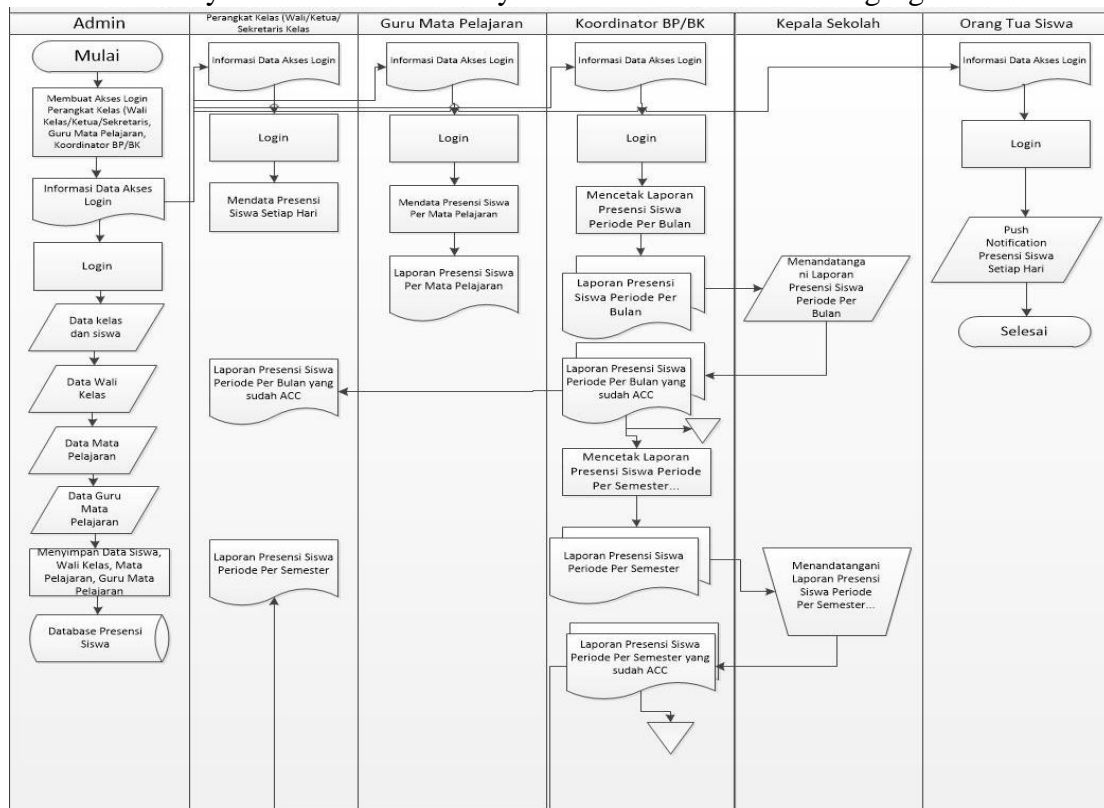 Admin
Perangkat Kelas (Wali/Ketua/
Sekretaris Kelas
Guru Mata Pelajaran
Koordinator BP/BK
Kepala Sekolah
Orang Tua Siswa
Mulai
Membuat Akses Login
Perangkat Kelas (Wali
Kelas/Ketua/Sekretaris,
Guru Mata Pelajaran,
Koordinator BP/BK
Informasi Data Akses
Login
Login
Data kelas
dan siswa
Data Wali
Kelas
Data Mata
Pelajaran
Data Guru
Mata
Pelajaran
Menyimpan Data Siswa,
Wali Kelas, Mata
Pelajaran, Guru Mata
Pelajaran
Database Presensi
Siswa
Informasi Data Akses Login
Login
Mendata Presensi
Siswa Setiap Hari
Laporan Presensi Siswa
Periode Per Bulan yang
sudah ACC
Laporan Presensi Siswa
Periode Per Semester
Informasi Data Akses Login
Login
Mendata Presensi Siswa
Per Mata Pelajaran
Laporan Presensi Siswa
Per Mata Pelajaran
Informasi Data Akses Login
Login
Mencetak Laporan
Presensi Siswa
Periode Per Bulan
Laporan Presensi
Siswa Periode Per
Bulan
Laporan Presensi Siswa
Periode Per Bulan yang
sudah ACC
Mencetak Laporan
Presensi Siswa Periode
Per Semester...
Laporan Presensi Siswa
Periode Per Semester
Laporan Presensi Siswa
Periode Per Semester yang
sudah ACC
Menandatanga
ni Laporan
Presensi Siswa
Periode Per
Bulan
Menandatangani
Laporan Presensi
Siswa Periode
Per Semester...
Informasi Data Akses Login
Login
Push
Notification
Presensi Siswa
Setiap Hari
Selesai